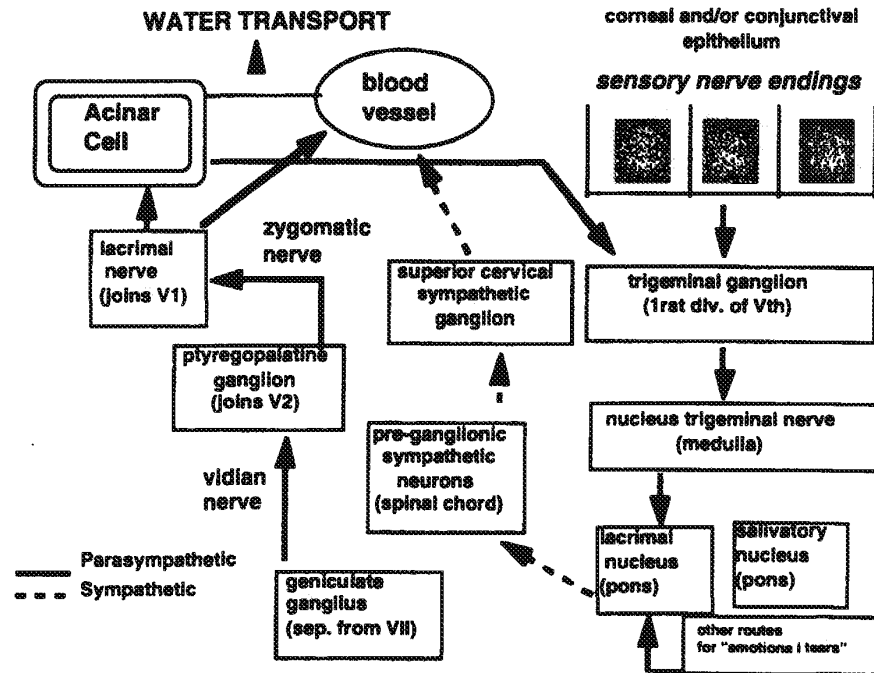 WATER TRANSPORT
corneal and/or conjunctival
epithelium
sensory nerve endings
blood
vessel
Acinar
Cell
lacrimal
nerve
(joins V1)
zygomatic
nerve
superior cervical
sympathetic
ganglion
trigeminal ganglion
(1rst div. of Vth)
ptyregopalatine
ganglion
(joins V2)
nucleus trigeminal nerve
(medulla)
pre-ganglionic
sympathetic
neurons
(spinal chord)
vidian
nerve
lacrimal
nucleus
(pons)
salivatory
nucleus
(pons)
Parasympathetic
Sympathetic
geniculate
ganglius
(sep. from VII)
other routes
for "emotions l tears"